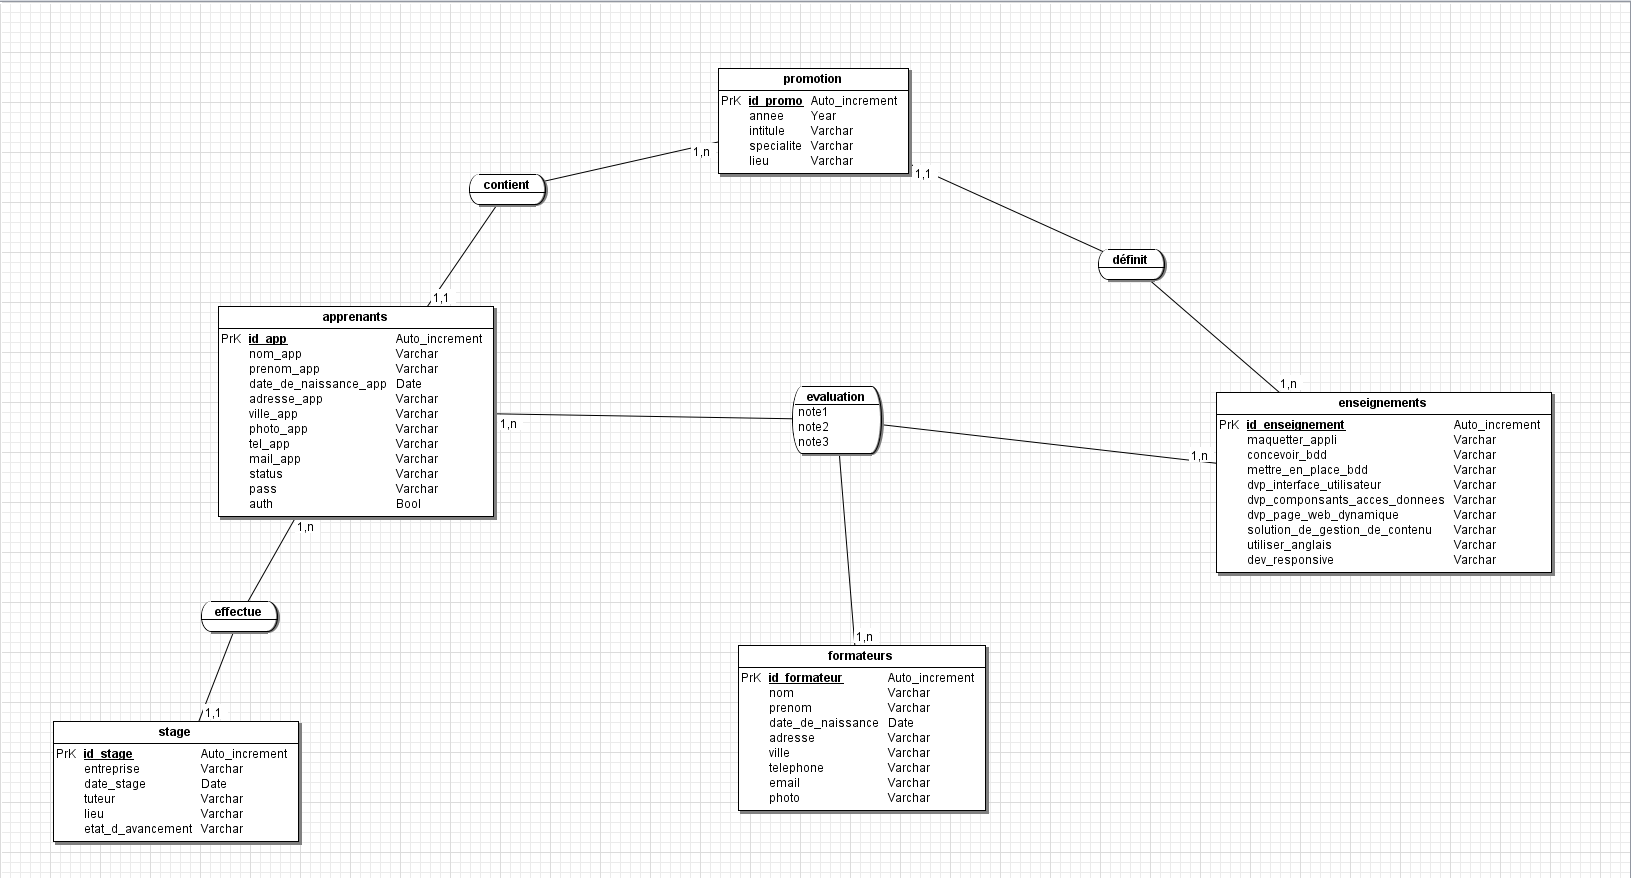 promotion
PrK id_promo Auto_increment
annee Year
intitule Varchar
specialite Varchar
lieu Varchar
1,n
1,1
contient
définit
1,1
1,n
apprenants
PrK id_app Auto_increment
nom_app Varchar
prenom_app Varchar
date_de_naissance_app Date
adresse_app Varchar
ville_app Varchar
photo_app Varchar
tel_app Varchar
mail_app Varchar
status Varchar
pass Varchar
auth Bool
1,n
evaluation
note1
note2
note3
1,n
enseignements
PrK id_enseignement Auto_increment
maquetter_appli Varchar
concevoir_bdd Varchar
mettre_en_place_bdd Varchar
dvp_interface_utilisateur Varchar
dvp_componsants_acces_donnees Varchar
dvp_page_web_dynamique Varchar
solution_de_gestion_de_contenu Varchar
utiliser_anglais Varchar
dev_responsive Varchar
1,n
effectue
1,1
1,n
formateurs
PrK id_formateur Auto_increment
nom Varchar
prenom Varchar
date_de_naissance Date
adresse Varchar
ville Varchar
telephone Varchar
email Varchar
photo Varchar
stage
PrK id_stage Auto_increment
entreprise Varchar
date_stage Date
tuteur Varchar
lieu Varchar
etat_d_avancement Varchar